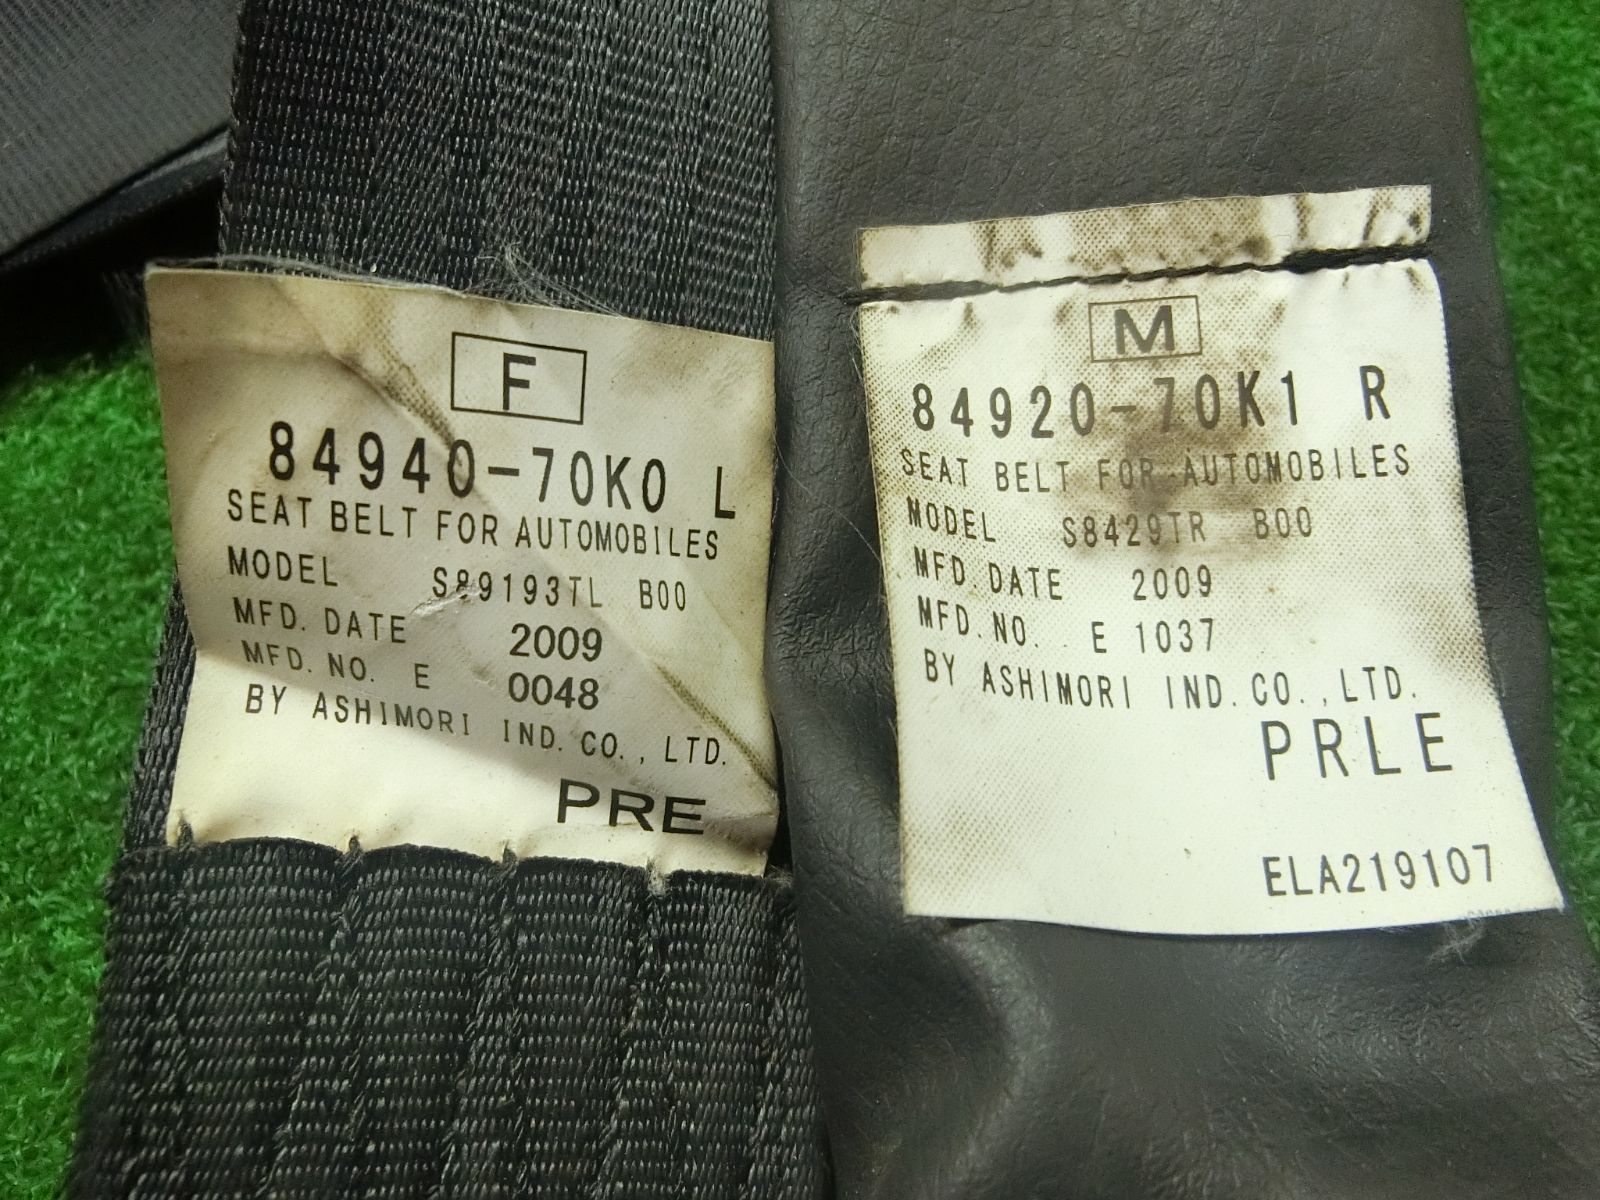 F
84940-70K0 L
SEAT BELT FOR AUTOMOBILES
MODEL S89193TL B00
MFD. DATE 2009
MFD. NO. E 0048
BY ASHIMORI IND. CO., LTD.
PRE
M
84920-70K1 R
SEAT BELT FOR AUTOMOBILES
MODEL S8429TR B00
MFD. DATE 2009
MFD. NO. E 1037
BY ASHIMORI IND. CO., LTD.
PRLE
ELA219107